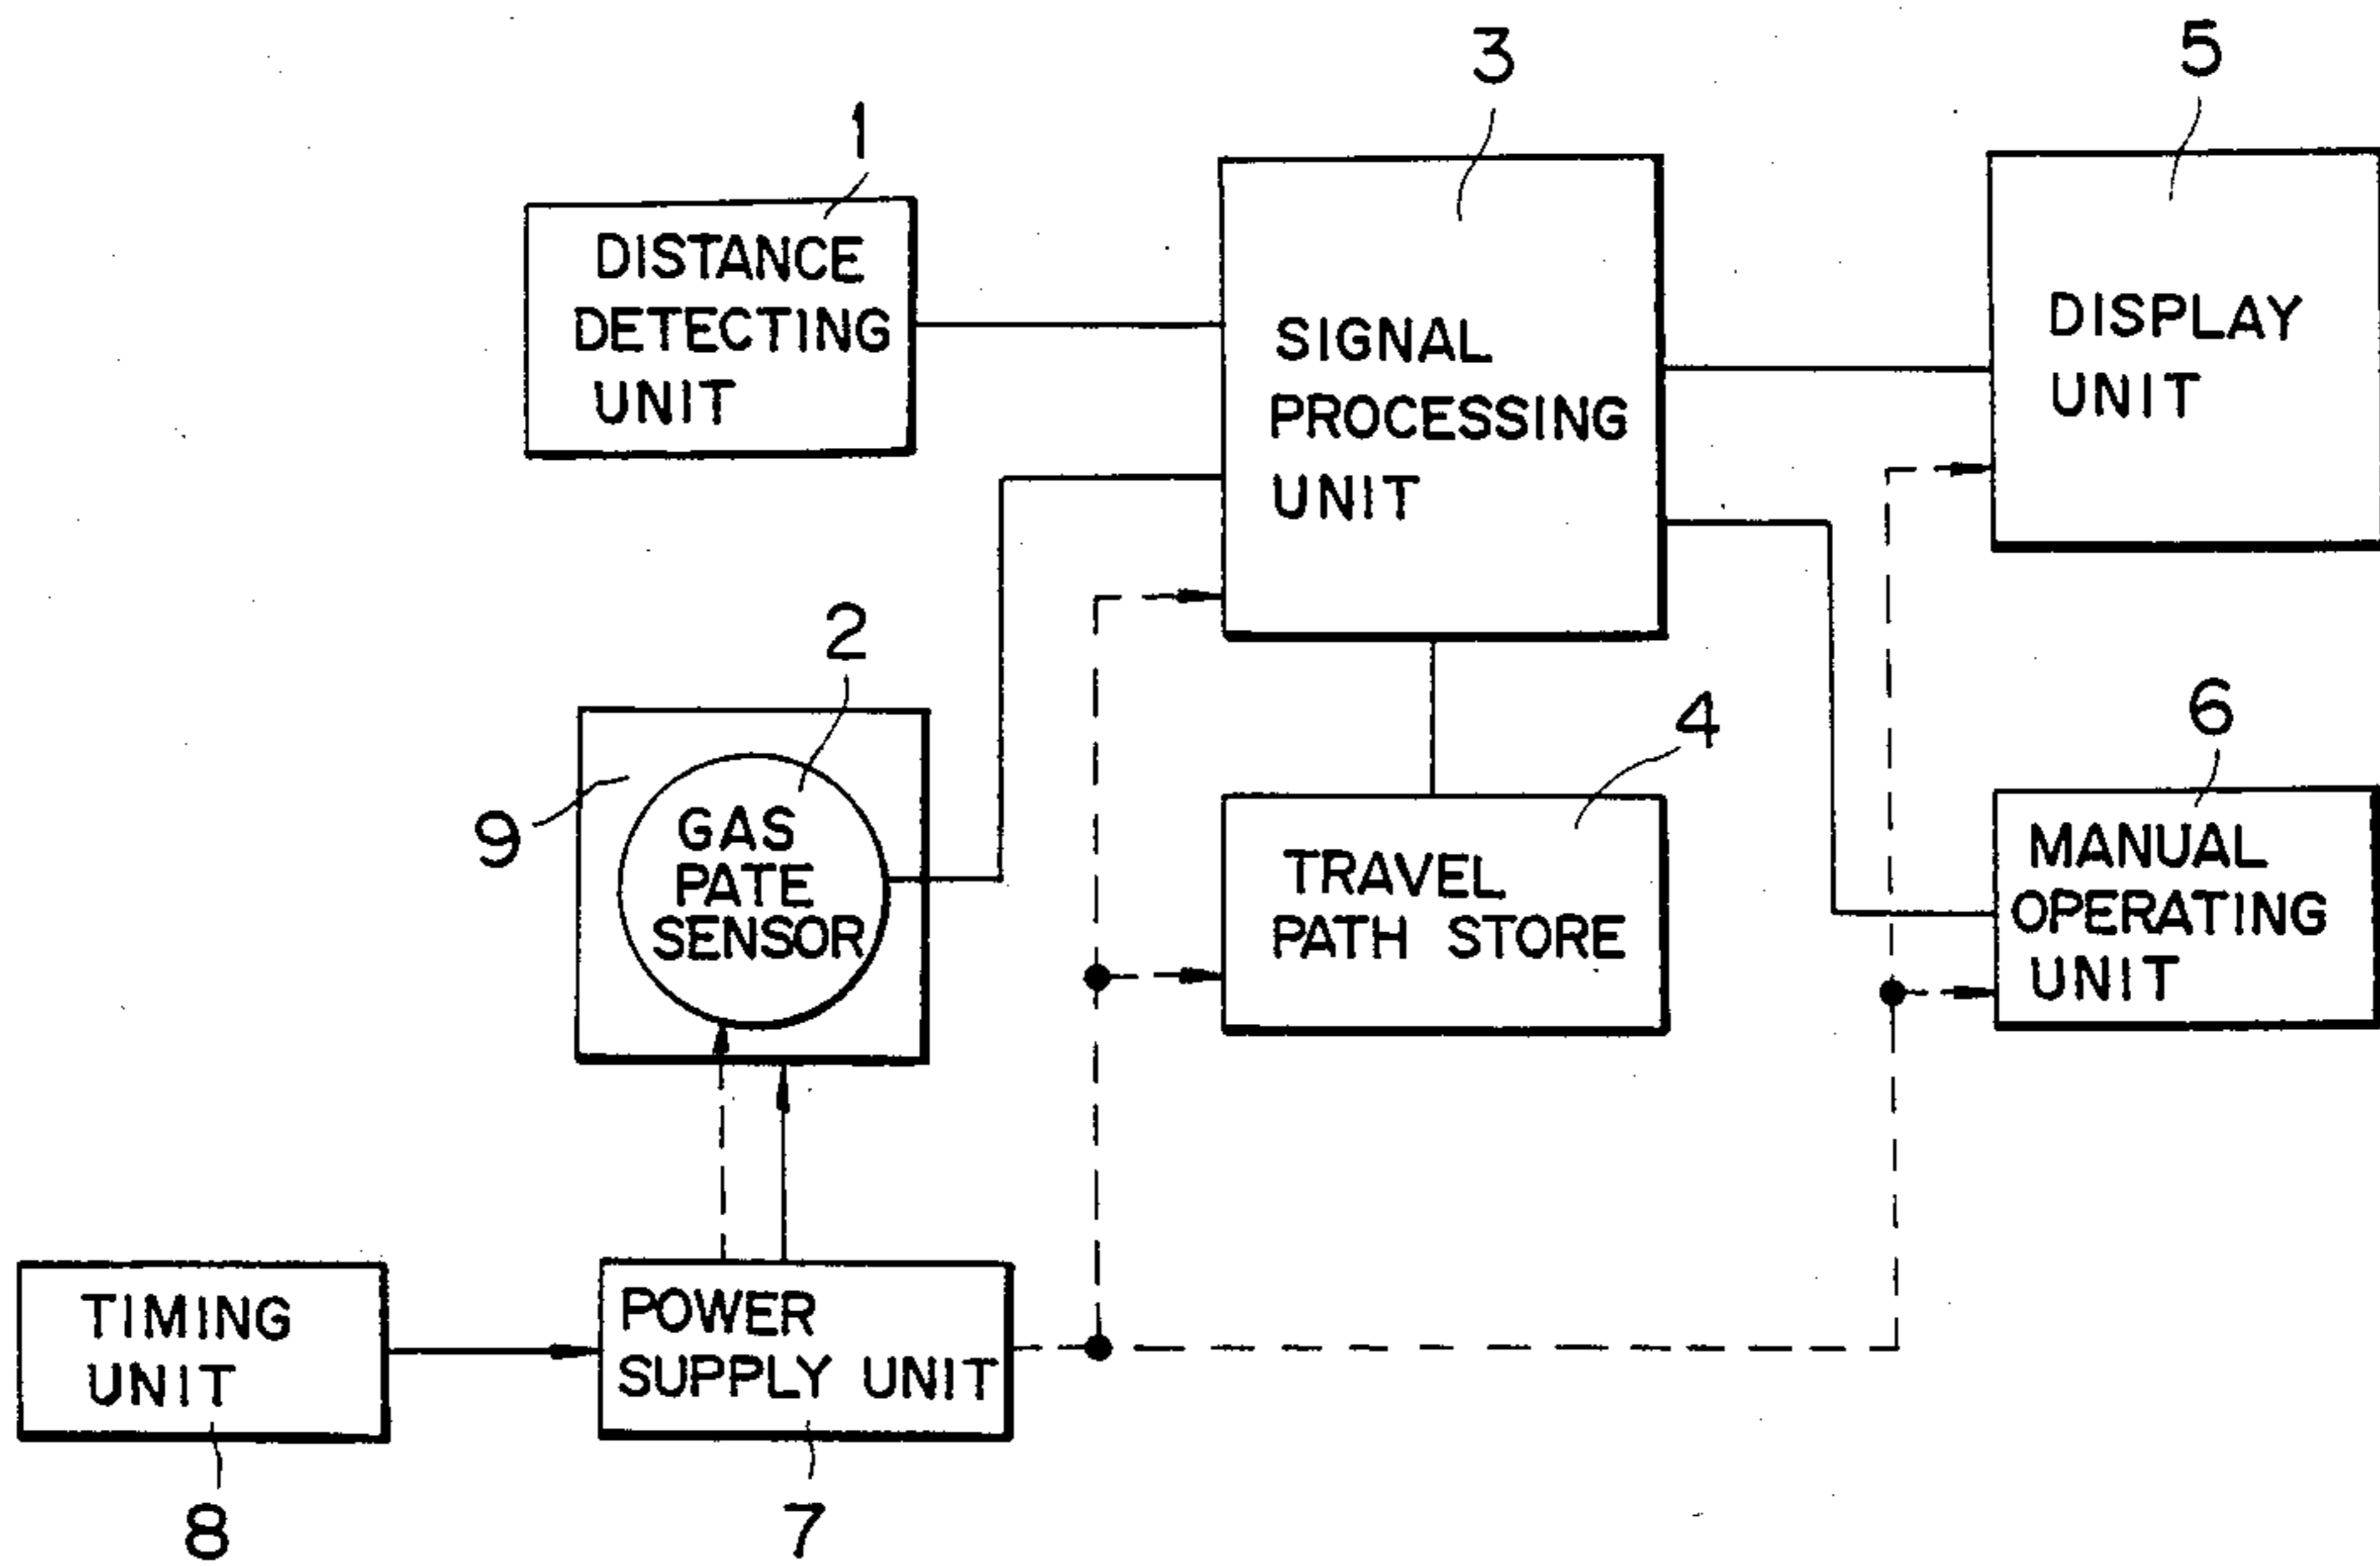 1
DISTANCE
DETECTING
UNIT
3
SIGNAL
PROCESSING
UNIT
5
DISPLAY
UNIT
2
9
GAS
PATE
SENSOR
4
TRAVEL
PATH STORE
6
MANUAL
OPERATING
UNIT
TIMING
UNIT
8
POWER
SUPPLY UNIT
7